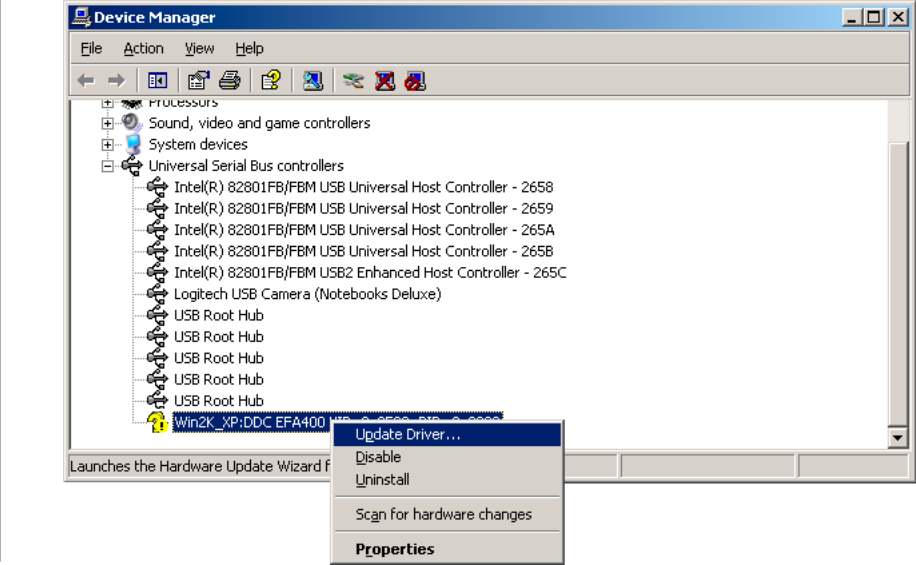 Device Manager
File Action View Help
Processors
Sound, video and game controllers
System devices
Universal Serial Bus controllers
Intel(R) 82801FB/FBM USB Universal Host Controller - 2658
Intel(R) 82801FB/FBM USB Universal Host Controller - 2659
Intel(R) 82801FB/FBM USB Universal Host Controller - 265A
Intel(R) 82801FB/FBM USB Universal Host Controller - 265B
Intel(R) 82801FB/FBM USB2 Enhanced Host Controller - 265C
Logitech USB Camera (Notebooks Deluxe)
USB Root Hub
USB Root Hub
USB Root Hub
USB Root Hub
USB Root Hub
Win2K_XP:DDC EFA400
Update Driver...
Disable
Uninstall
Scan for hardware changes
Properties
Launches the Hardware Update Wizard f